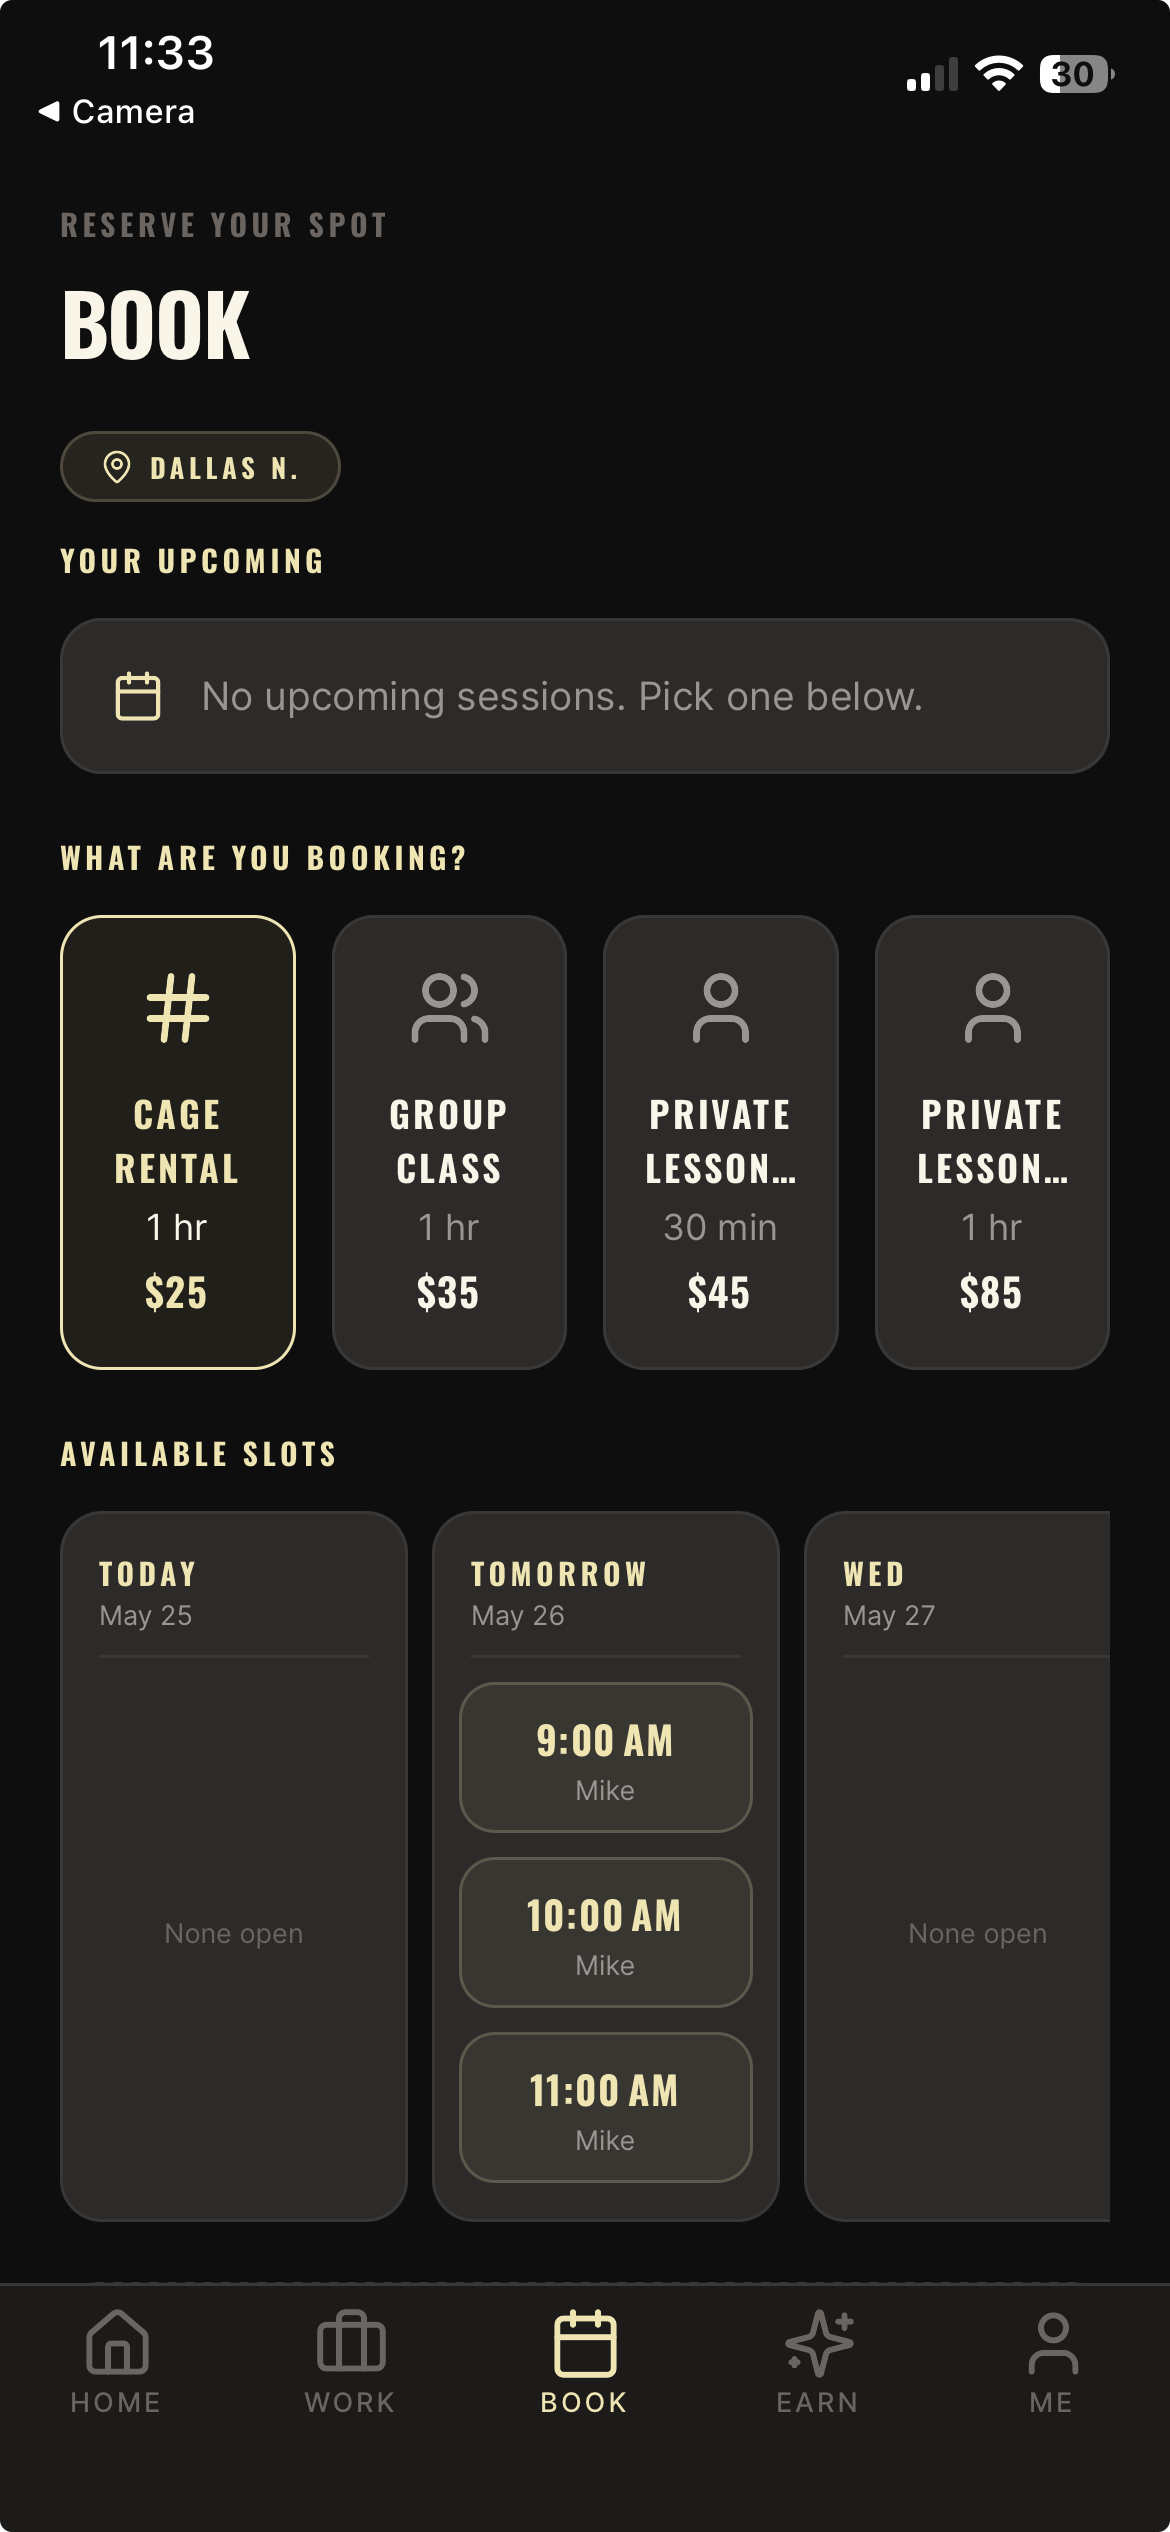 11:33
30
◀ Camera
RESERVE YOUR SPOT
BOOK
DALLAS N.
YOUR UPCOMING
No upcoming sessions. Pick one below.
WHAT ARE YOU BOOKING?
CAGE RENTAL
1 hr
$25
GROUP CLASS
1 hr
$35
PRIVATE LESSON...
30 min
$45
PRIVATE LESSON...
1 hr
$85
AVAILABLE SLOTS
TODAY
May 25
None open
TOMORROW
May 26
9:00 AM
Mike
10:00 AM
Mike
11:00 AM
Mike
WED
May 27
None open
HOME
WORK
BOOK
EARN
ME